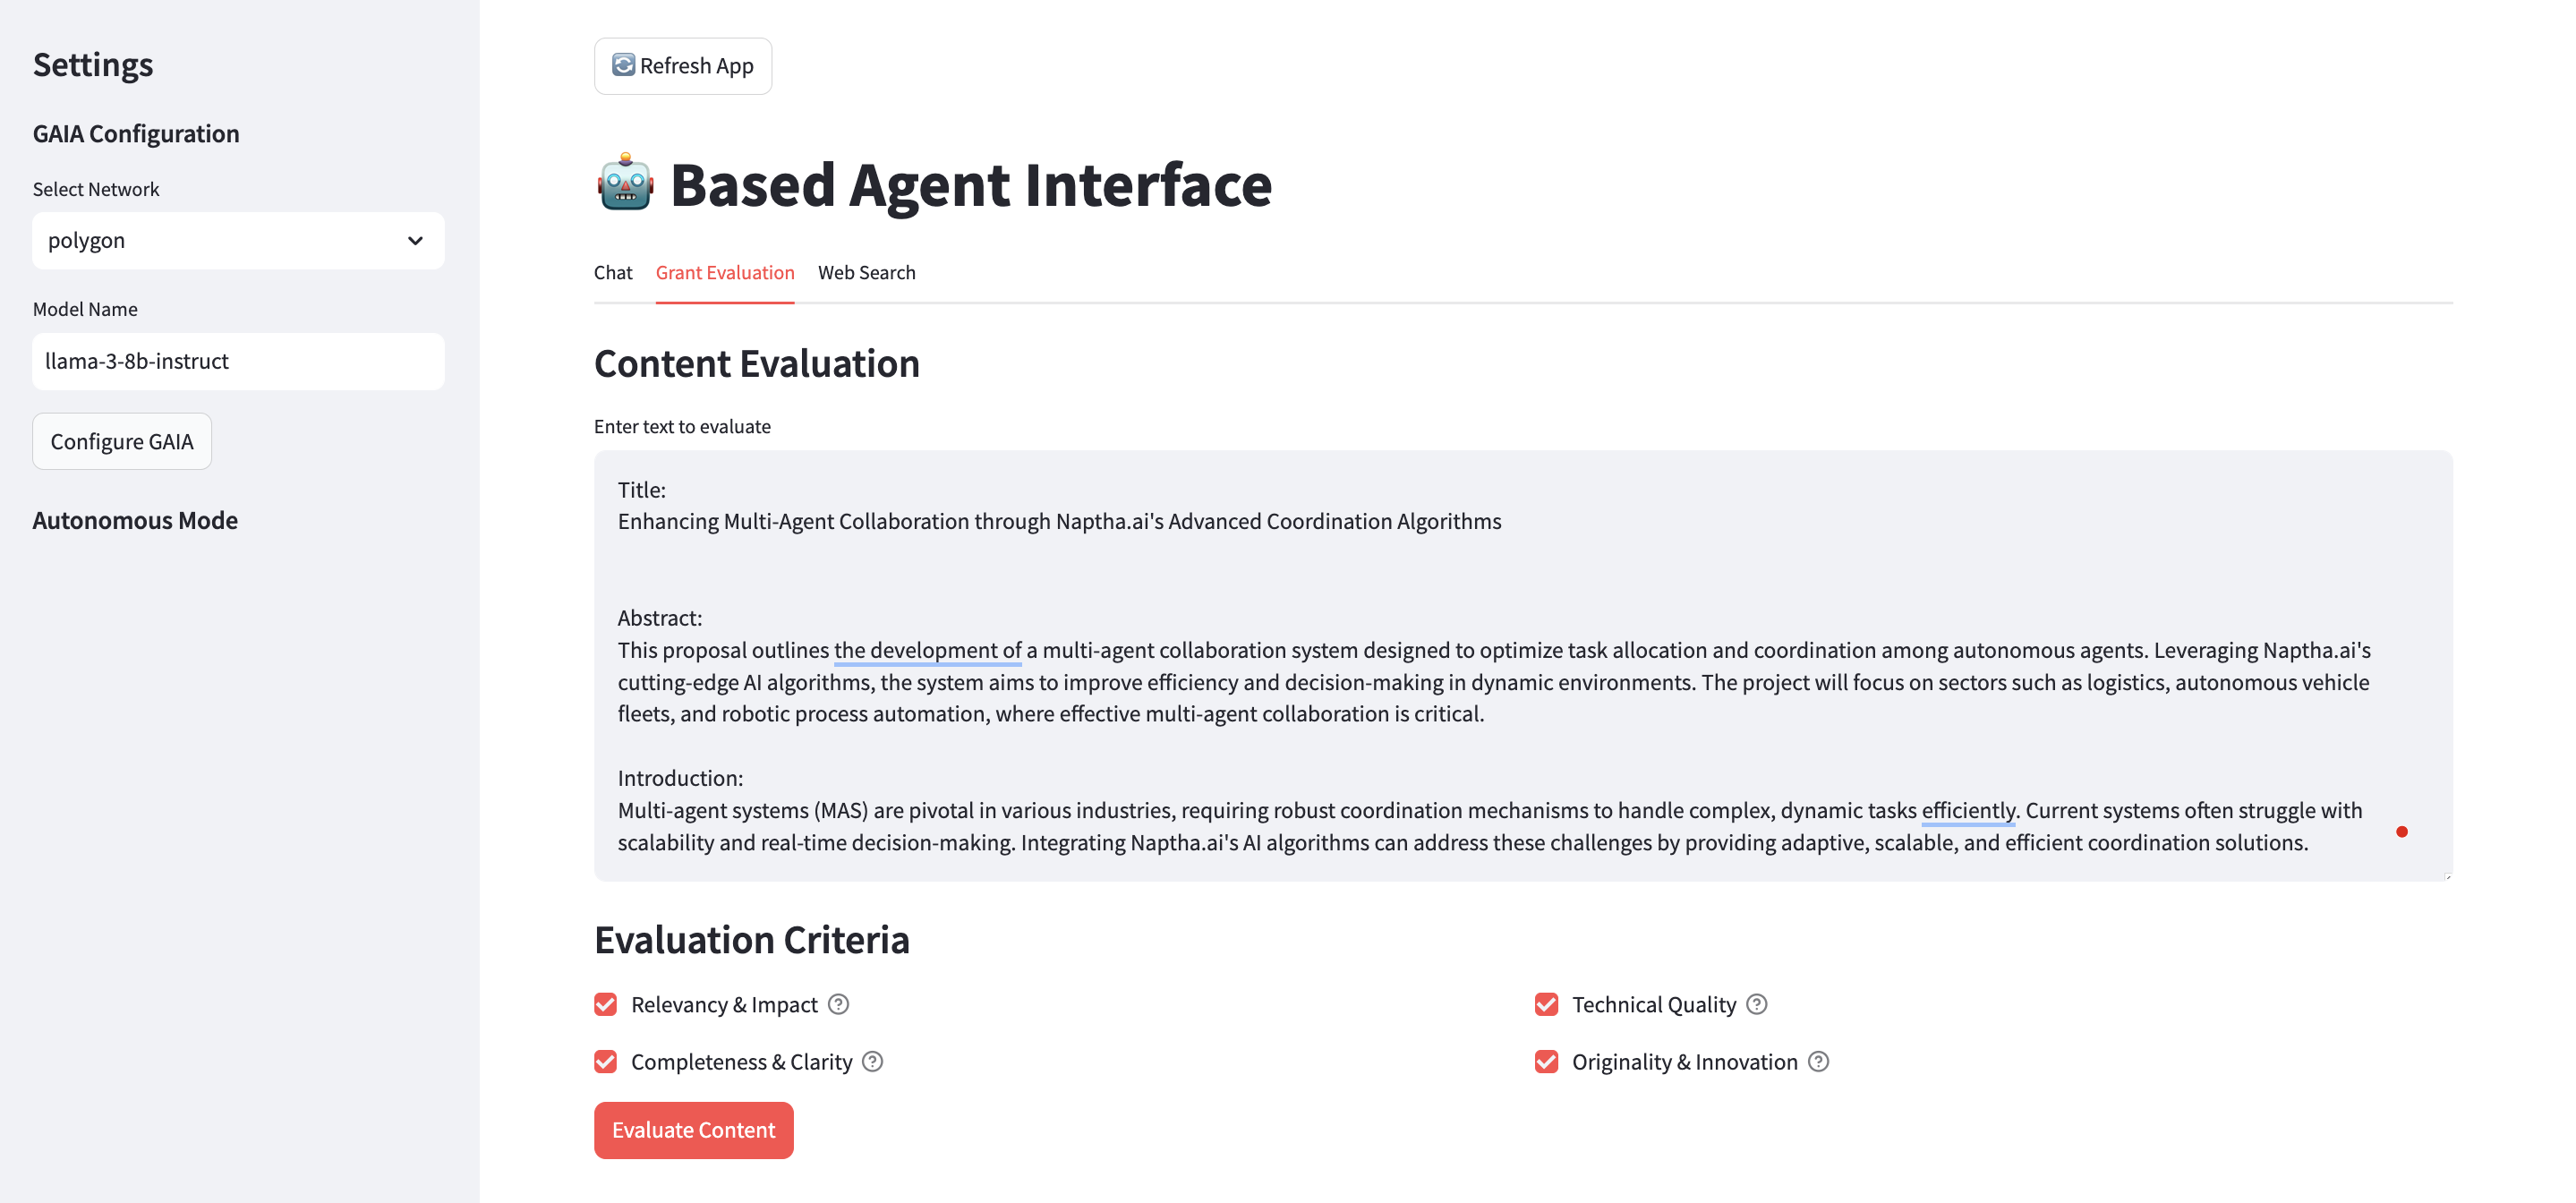 Settings
GAIA Configuration
Select Network
polygon
Model Name
llama-3-8b-instruct
Configure GAIA
Autonomous Mode
Refresh App
Based Agent Interface
Chat
Grant Evaluation
Web Search
Content Evaluation
Enter text to evaluate
Title:
Enhancing Multi-Agent Collaboration through Naptha.ai's Advanced Coordination Algorithms
Abstract:
This proposal outlines the development of a multi-agent collaboration system designed to optimize task allocation and coordination among autonomous agents. Leveraging Naptha.ai's
cutting-edge AI algorithms, the system aims to improve efficiency and decision-making in dynamic environments. The project will focus on sectors such as logistics, autonomous vehicle
fleets, and robotic process automation, where effective multi-agent collaboration is critical.
Introduction:
Multi-agent systems (MAS) are pivotal in various industries, requiring robust coordination mechanisms to handle complex, dynamic tasks efficiently. Current systems often struggle with
scalability and real-time decision-making. Integrating Naptha.ai's AI algorithms can address these challenges by providing adaptive, scalable, and efficient coordination solutions.
Evaluation Criteria
Relevancy & Impact
Technical Quality
Completeness & Clarity
Originality & Innovation
Evaluate Content